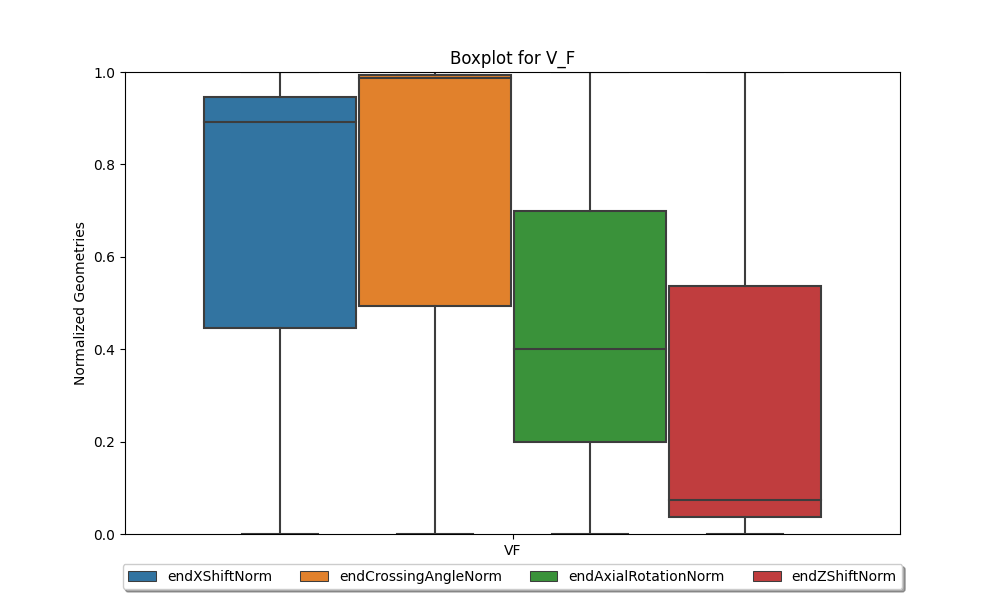 Boxplot for V_F
1.0
0.8
0.6
0.4
0.2
0.0
Normalized Geometries
VF
endXShiftNorm endCrossingAngleNorm endAxialRotationNorm endZShiftNorm